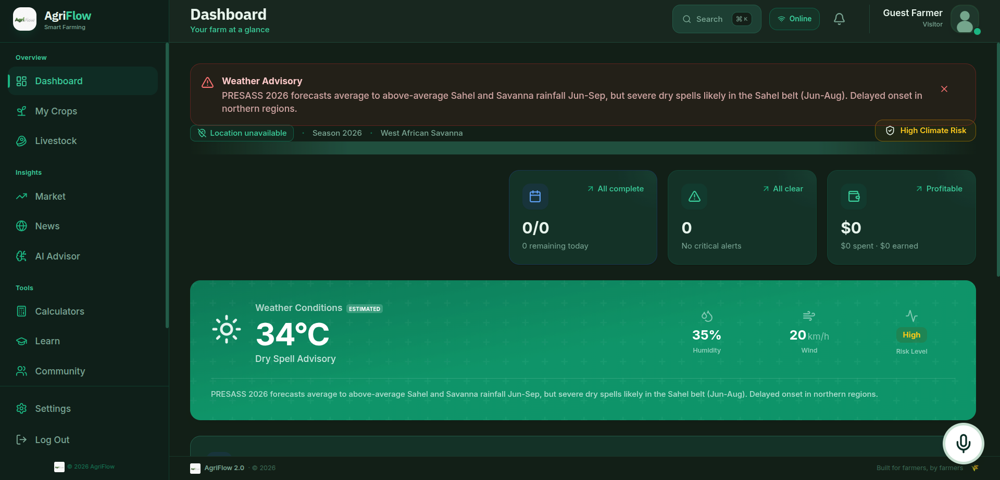 AgriFlow
Smart Farming
Dashboard
Your farm at a glance
Search
⌘ K
Online
Guest Farmer
Visitor
Overview
Dashboard
My Crops
Livestock
Insights
Market
News
AI Advisor
Tools
Calculators
Learn
Community
Settings
Log Out
© 2026 AgriFlow
Weather Advisory
PRESASS 2026 forecasts average to above-average Sahel and Savanna rainfall Jun-Sep, but severe dry spells likely in the Sahel belt (Jun-Aug). Delayed onset in
northern regions.
Location unavailable · Season 2026 · West African Savanna
High Climate Risk
All complete
0/0
0 remaining today
All clear
0
No critical alerts
Profitable
$0
$0 spent · $0 earned
Weather Conditions ESTIMATED
34°C
Dry Spell Advisory
35%
Humidity
20 km/h
Wind
High
Risk Level
PRESASS 2026 forecasts average to above-average Sahel and Savanna rainfall Jun-Sep, but severe dry spells likely in the Sahel belt (Jun-Aug). Delayed onset in northern regions.
AgriFlow 2.0 · © 2026
Built for farmers, by farmers